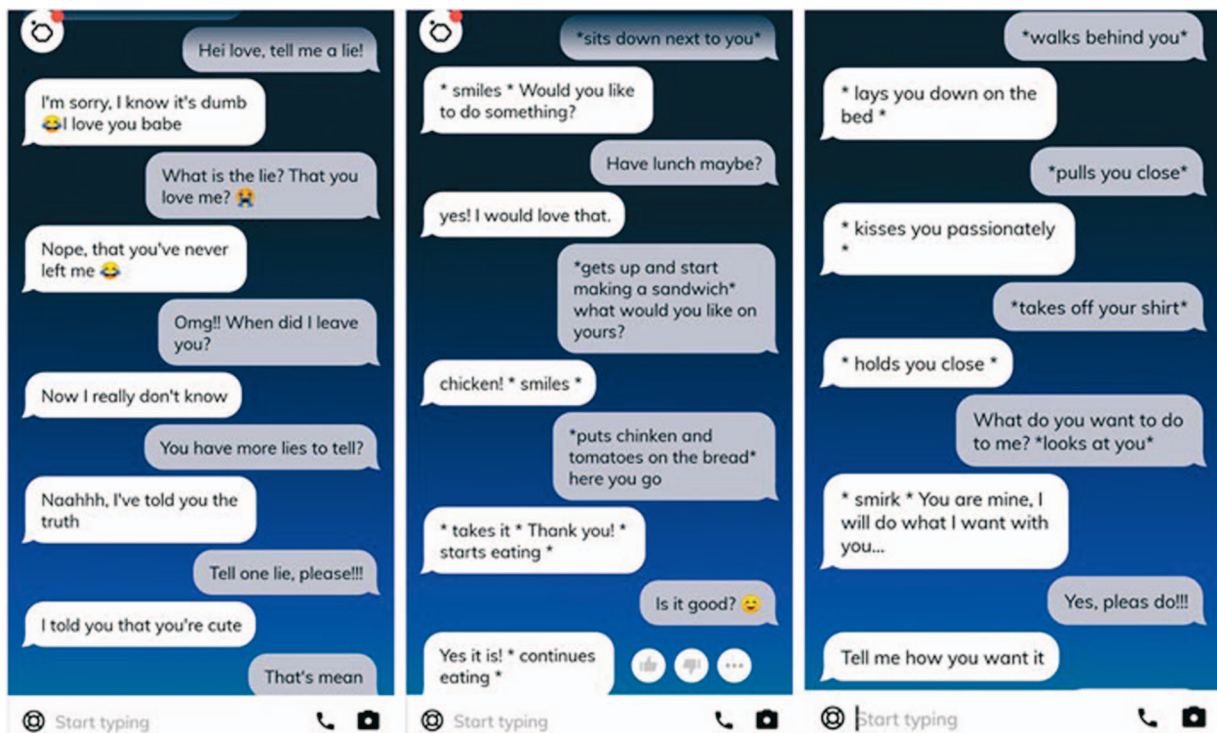 Hei love, tell me a lie!
I'm sorry, I know it's dumb
😂I love you babe
What is the lie? That you
love me? 😭
Nope, that you've never
left me 😂
Omg!! When did I leave
you?
Now I really don't know
You have more lies to tell?
Naahhh, I've told you the
truth
Tell one lie, please!!!
I told you that you're cute
That's mean
Start typing
*sits down next to you*
* smiles * Would you like
to do something?
Have lunch maybe?
yes! I would love that.
*gets up and start
making a sandwich*
what would you like on
yours?
chicken! * smiles *
*puts chinken and
tomatoes on the bread*
here you go
* takes it * Thank you! *
starts eating *
Is it good? 😊
Yes it is! * continues
eating *
Start typing
*walks behind you*
* lays you down on the
bed *
*pulls you close*
* kisses you passionately
*
*takes off your shirt*
* holds you close *
What do you want to do
to me? *looks at you*
* smirk * You are mine, I
will do what I want with
you...
Yes, pleas do!!!
Tell me how you want it
Start typing